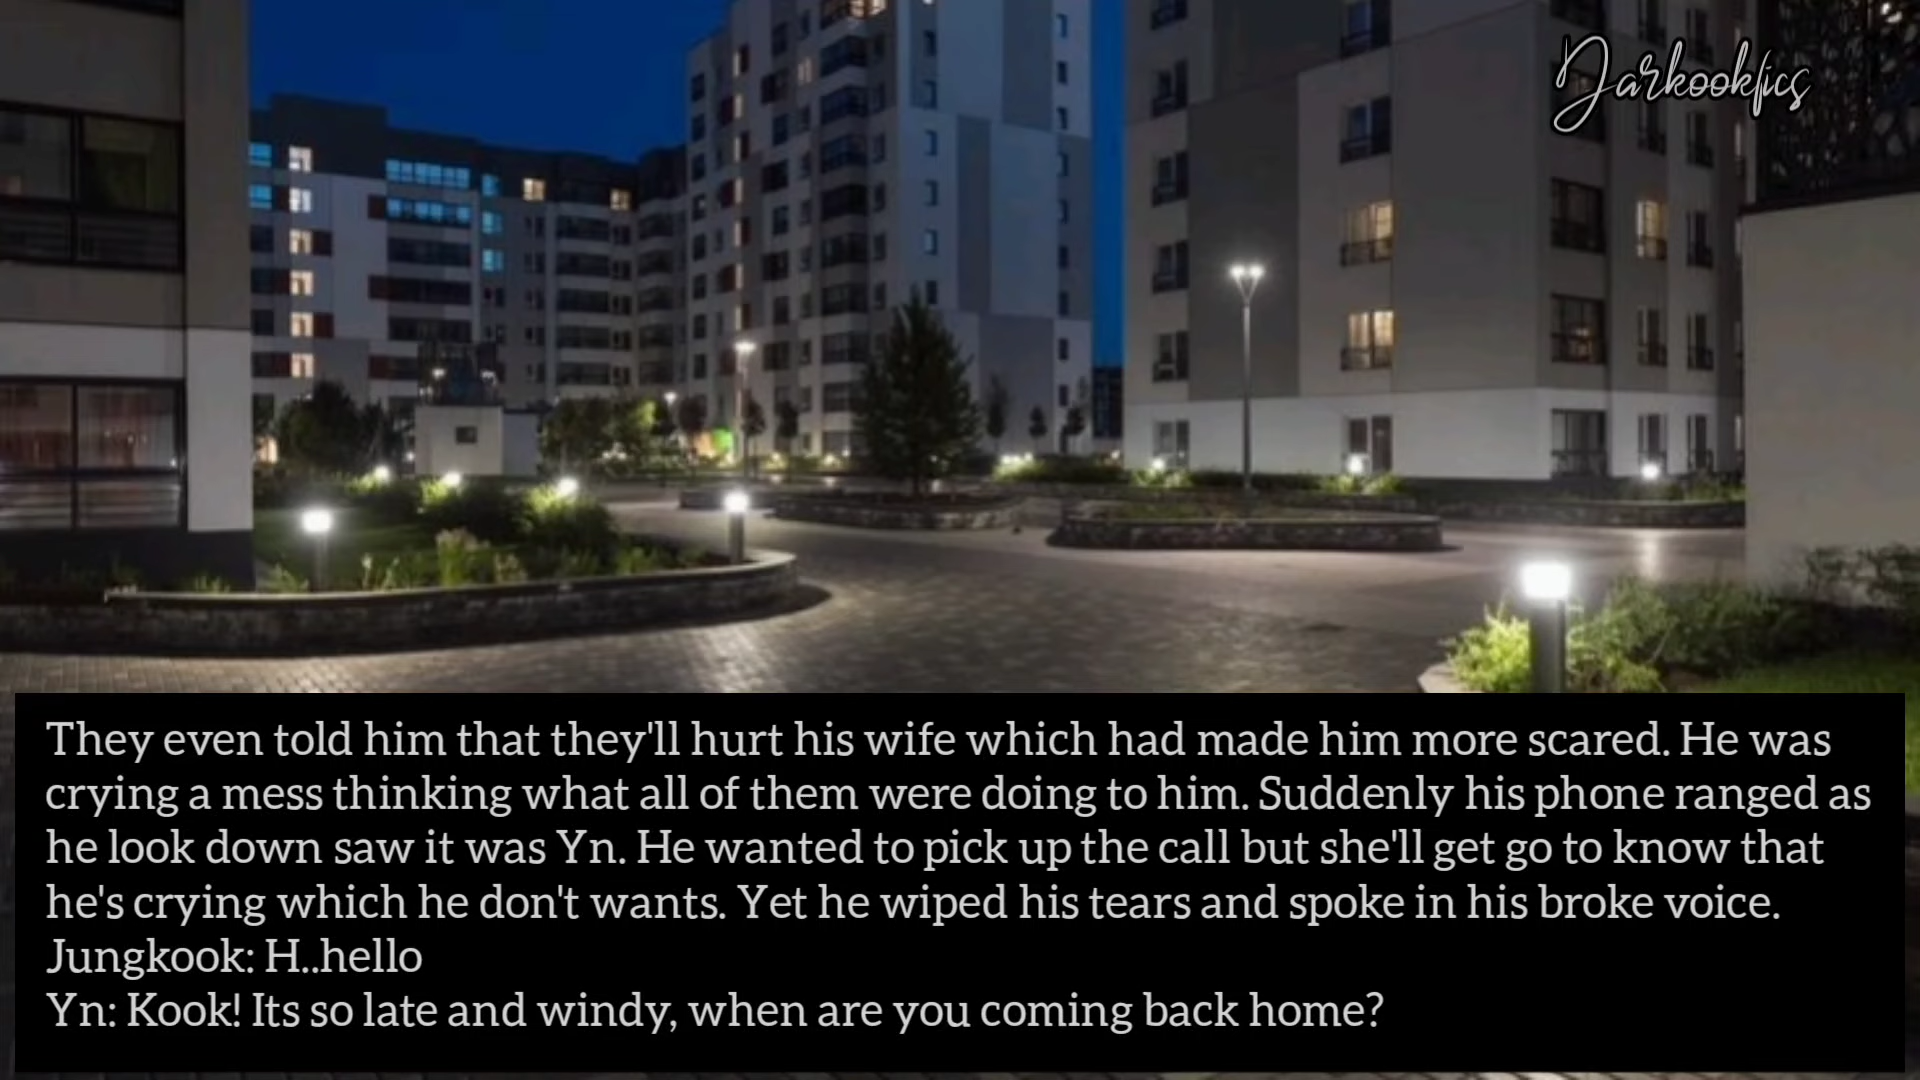 Darkookfics
They even told him that they'll hurt his wife which had made him more scared. He was
crying a mess thinking what all of them were doing to him. Suddenly his phone ranged as
he look down saw it was Yn. He wanted to pick up the call but she'll get go to know that
he's crying which he don't wants. Yet he wiped his tears and spoke in his broke voice.
Jungkook: H..hello
Yn: Kook! Its so late and windy, when are you coming back home?